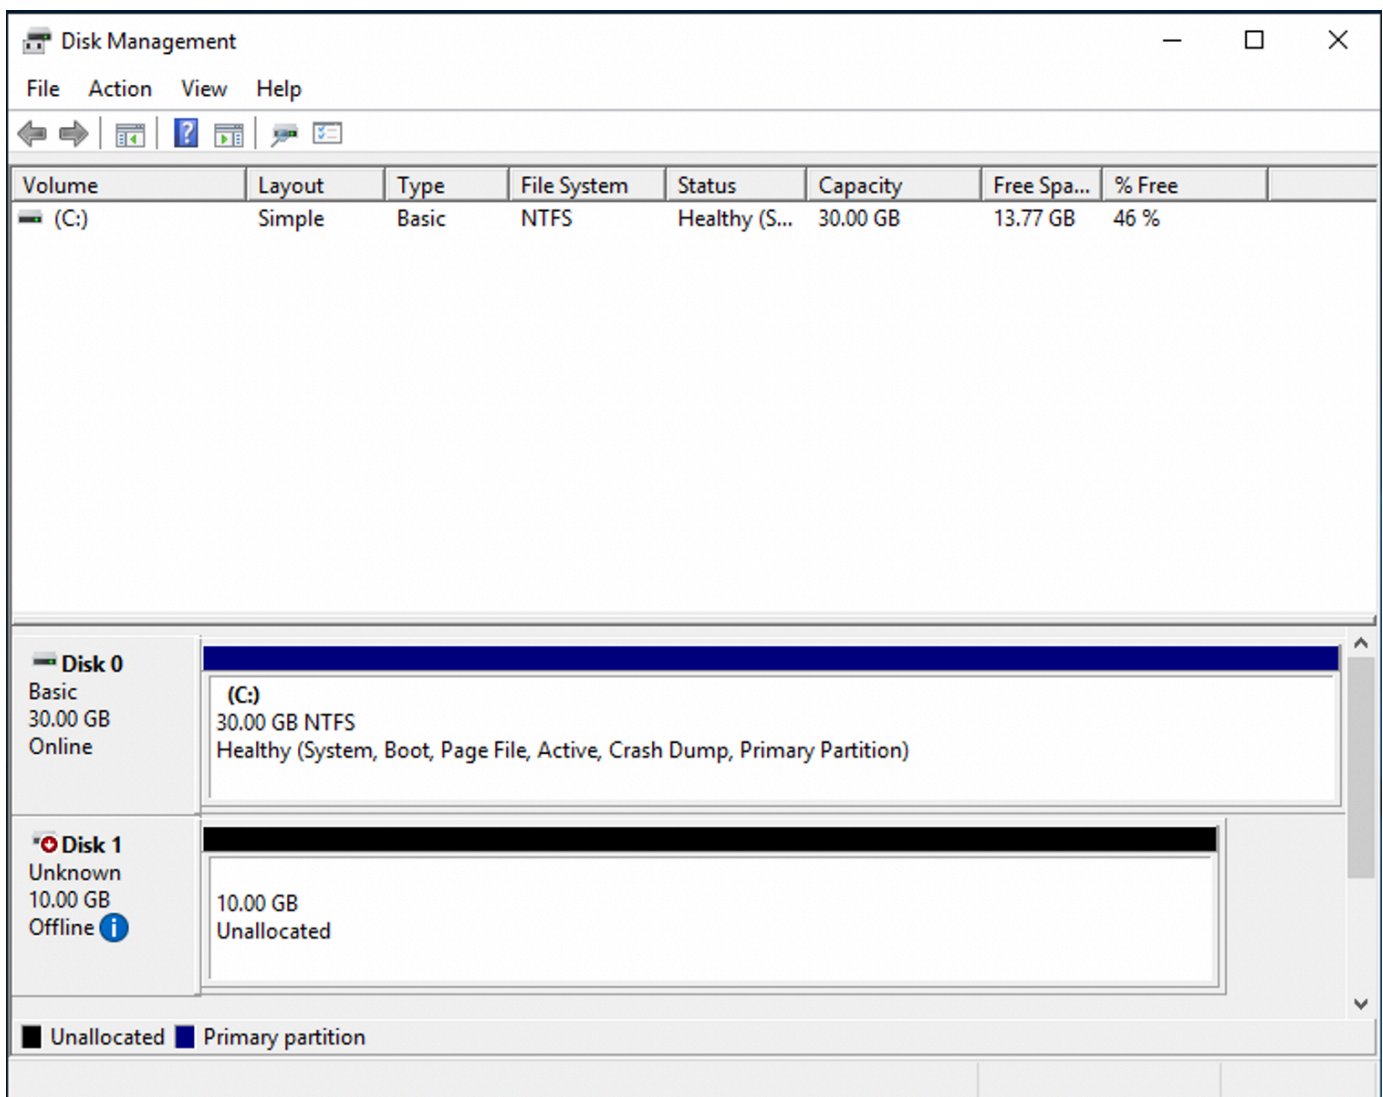 Disk Management
File Action View Help
Volume Layout Type File System Status Capacity Free Spa... % Free
(C:) Simple Basic NTFS Healthy (S... 30.00 GB 13.77 GB 46 %
Disk 0
Basic
30.00 GB
Online
(C:)
30.00 GB NTFS
Healthy (System, Boot, Page File, Active, Crash Dump, Primary Partition)
Disk 1
Unknown
10.00 GB
Offline
10.00 GB
Unallocated
Unallocated Primary partition